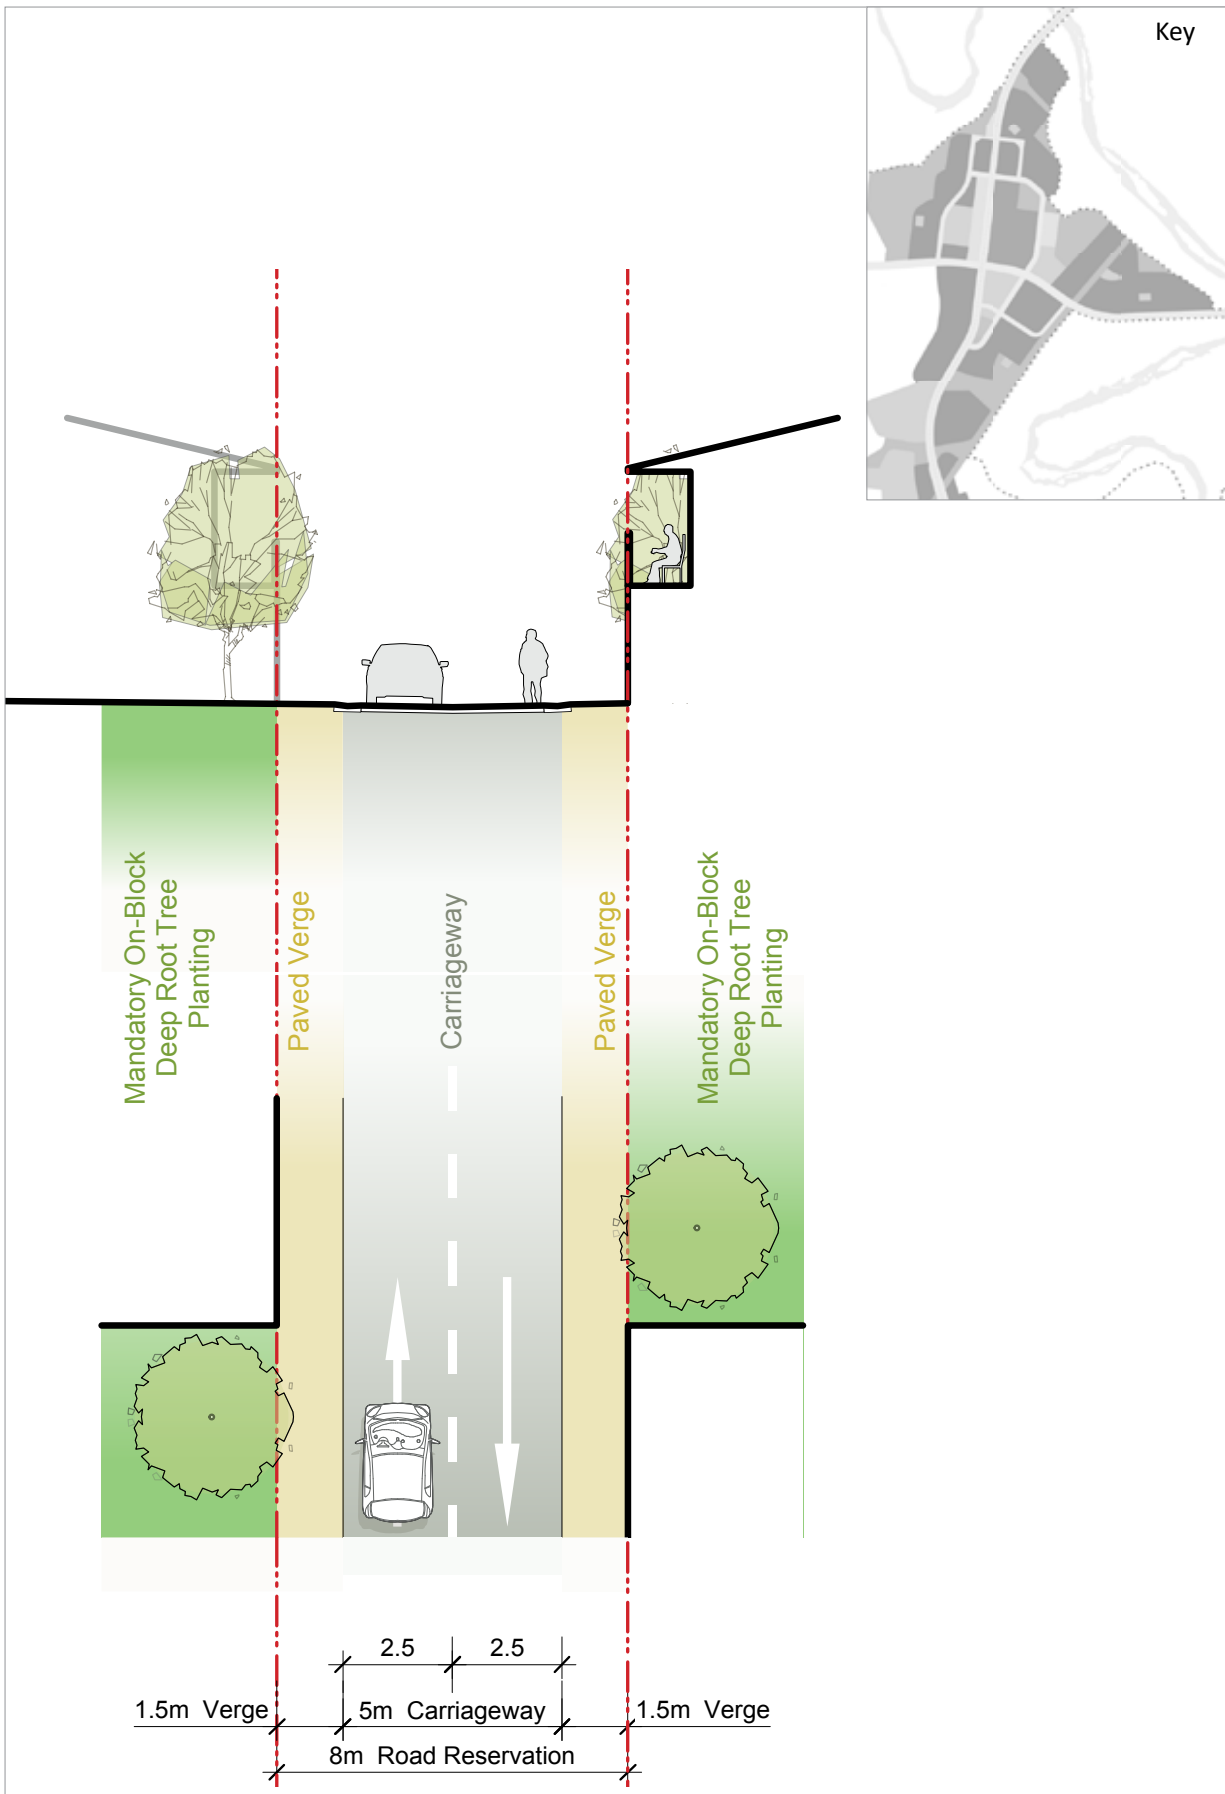 Key
Mandatory On-Block
Deep Root Tree
Planting
Paved Verge
Carriageway
Paved Verge
Mandatory On-Block
Deep Root Tree
Planting
2.5
2.5
1.5m Verge
5m Carriageway
1.5m Verge
8m Road Reservation